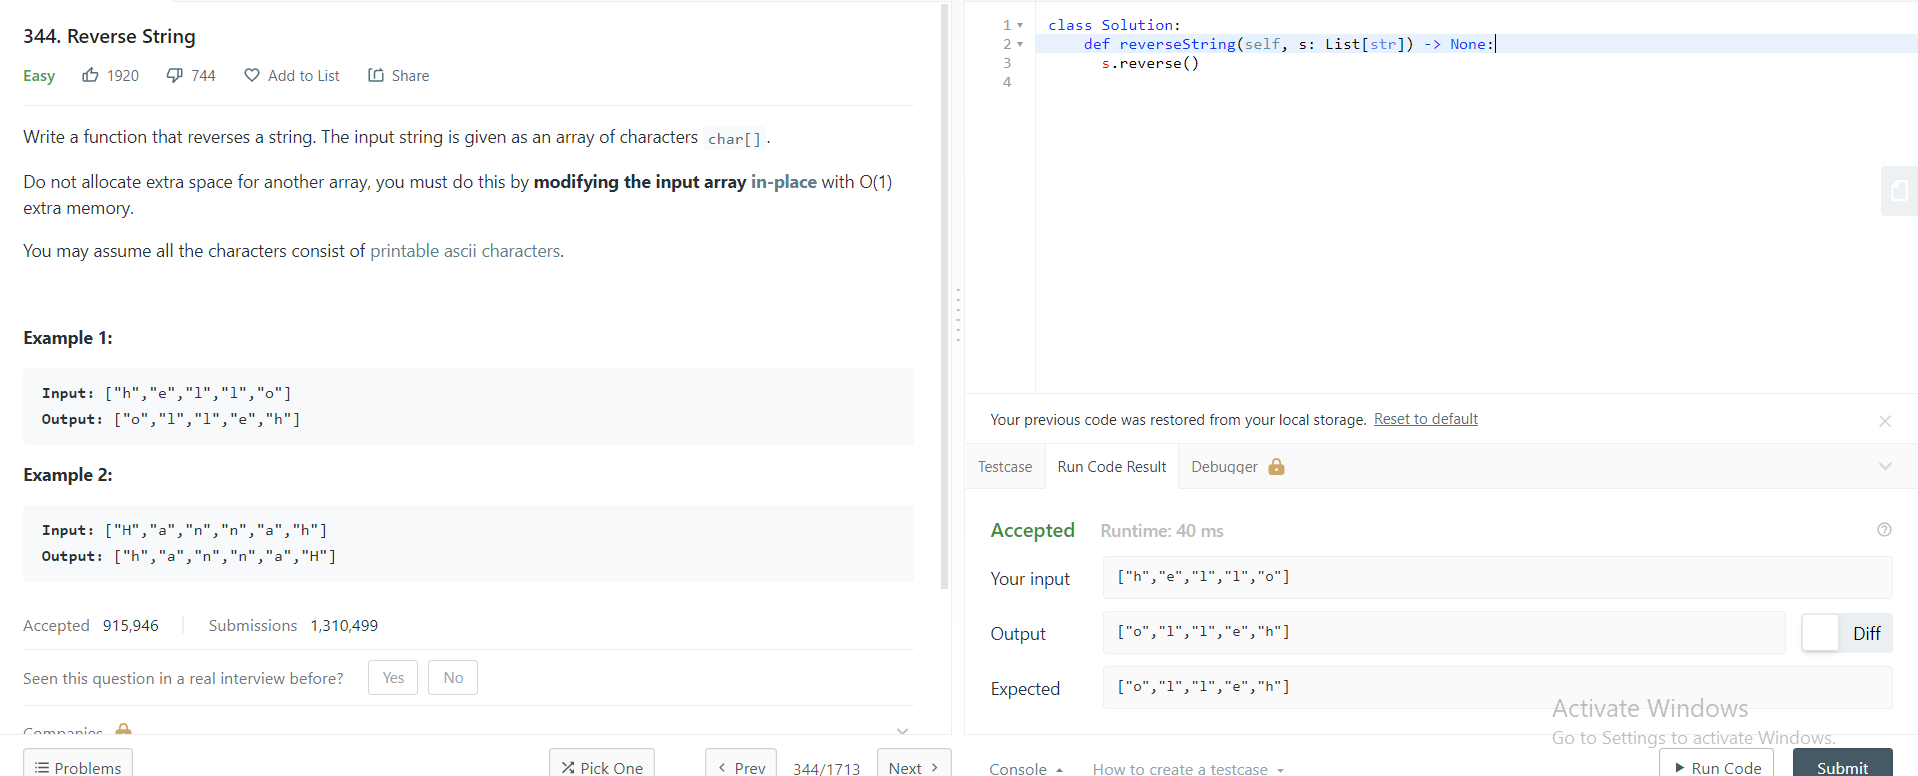 344. Reverse String
Easy 1920 744 Add to List Share
Write a function that reverses a string. The input string is given as an array of characters char[] .
Do not allocate extra space for another array, you must do this by modifying the input array in-place with O(1)
extra memory.
You may assume all the characters consist of printable ascii characters.
Example 1:
Input: ["h","e","l","l","o"]
Output: ["o","l","l","e","h"]
Example 2:
Input: ["H","a","n","n","a","h"]
Output: ["h","a","n","n","a","H"]
Accepted 915,946 Submissions 1,310,499
Seen this question in a real interview before? Yes No
Companies
Problems Pick One < Prev 344/1713 Next >
1 class Solution:
2 def reverseString(self, s: List[str]) -> None:
3 s.reverse()
4
Your previous code was restored from your local storage. Reset to default
Testcase Run Code Result Debugger
Accepted Runtime: 40 ms
Your input ["h","e","l","l","o"]
Output ["o","l","l","e","h"] Diff
Expected ["o","l","l","e","h"]
Activate Windows
Go to Settings to activate Windows.
Console How to create a testcase Run Code Submit